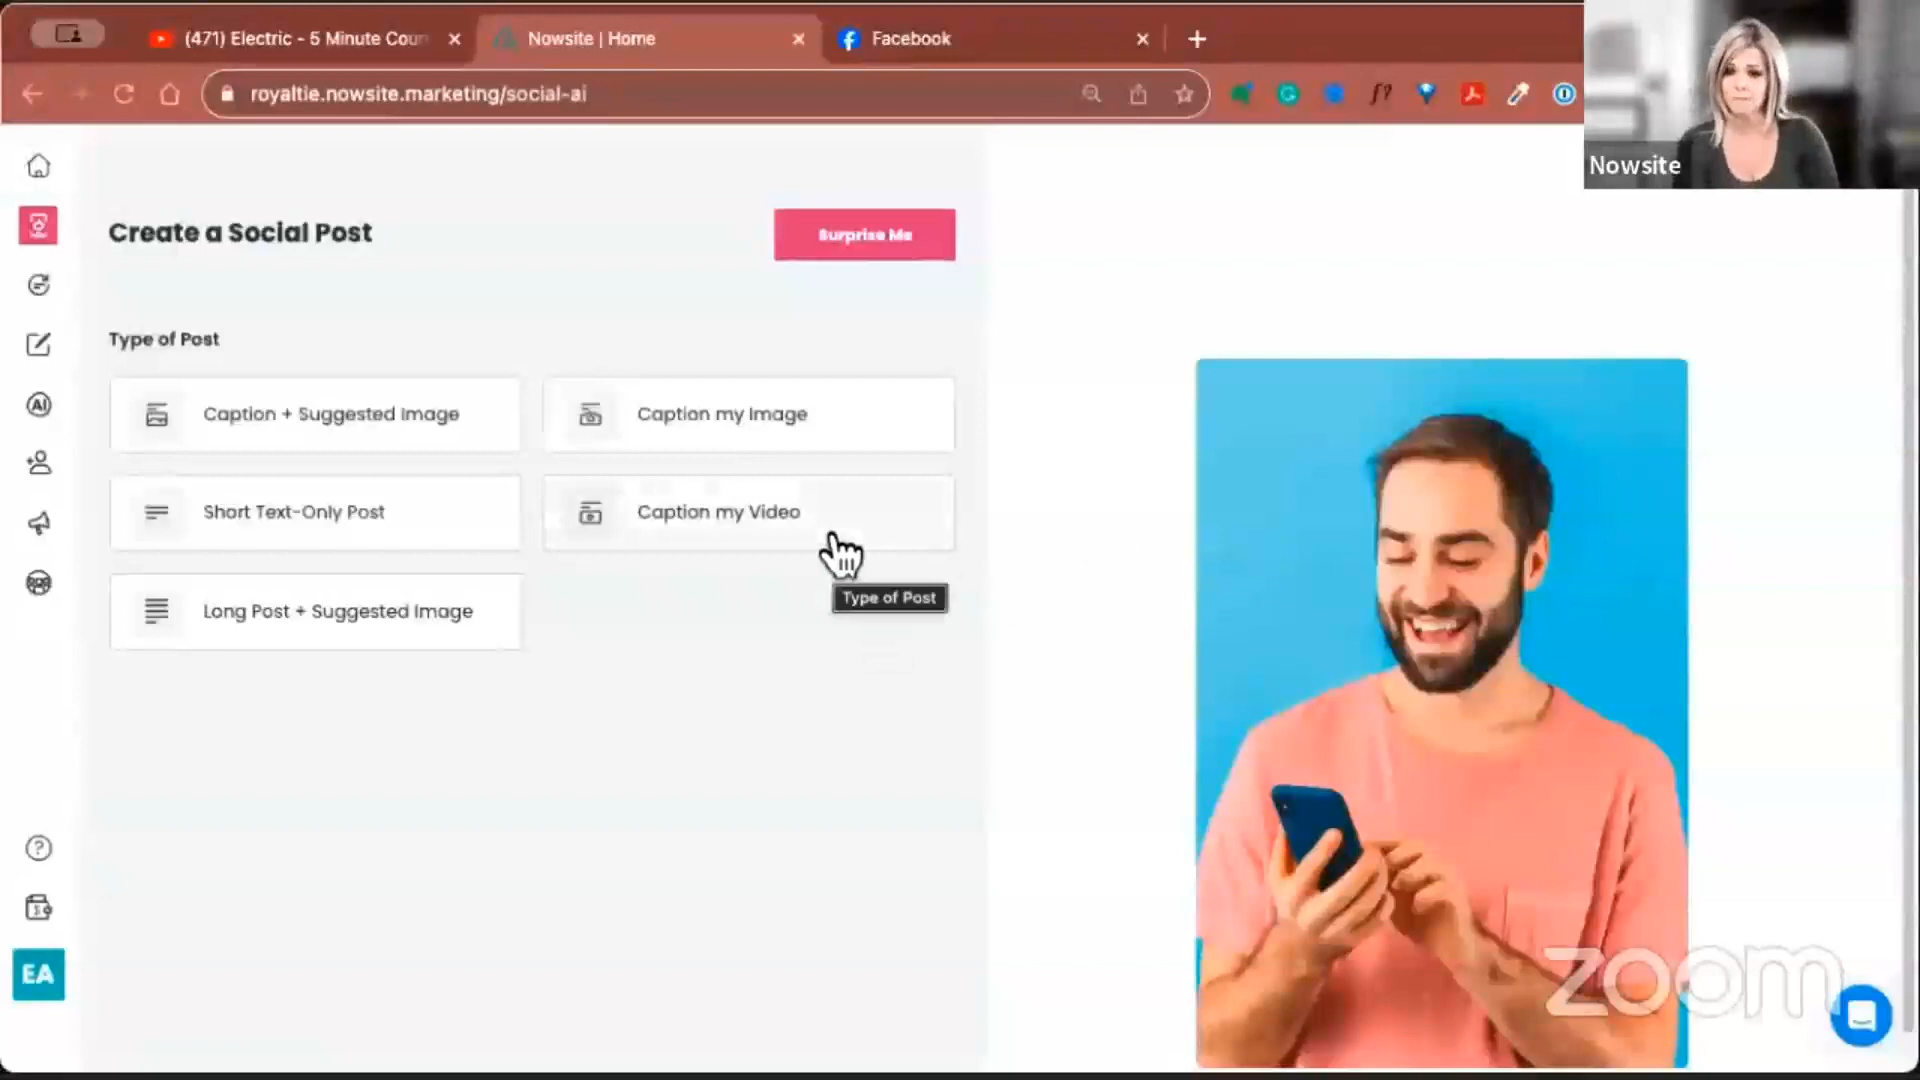 (471) Electric - 5 Minute Coun
Nowsite | Home
Facebook
royaltie.nowsite.marketing/social-ai
f?
Nowsite
Create a Social Post
Surprise Me
Type of Post
Caption + Suggested Image
Caption my Image
Short Text-Only Post
Caption my Video
Type of Post
Long Post + Suggested Image
AI
?
EA
zoom